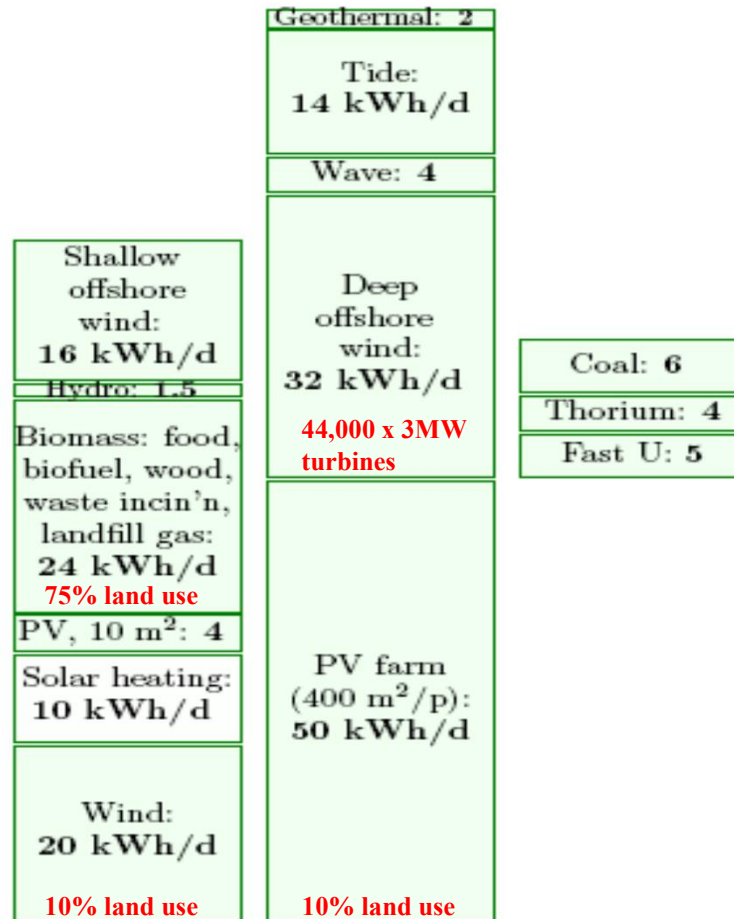 Geothermal: 2
Tide:
14 kWh/d
Wave: 4
Deep
offshore
wind:
32 kWh/d
44,000 x 3MW
turbines
PV farm
(400 m²/p):
50 kWh/d
10% land use
Shallow
offshore
wind:
16 kWh/d
Hydro: 1.5
Biomass: food,
biofuel, wood,
waste incin’n,
landfill gas:
24 kWh/d
75% land use
PV, 10 m²: 4
Solar heating:
10 kWh/d
Wind:
20 kWh/d
10% land use
Coal: 6
Thorium: 4
Fast U: 5